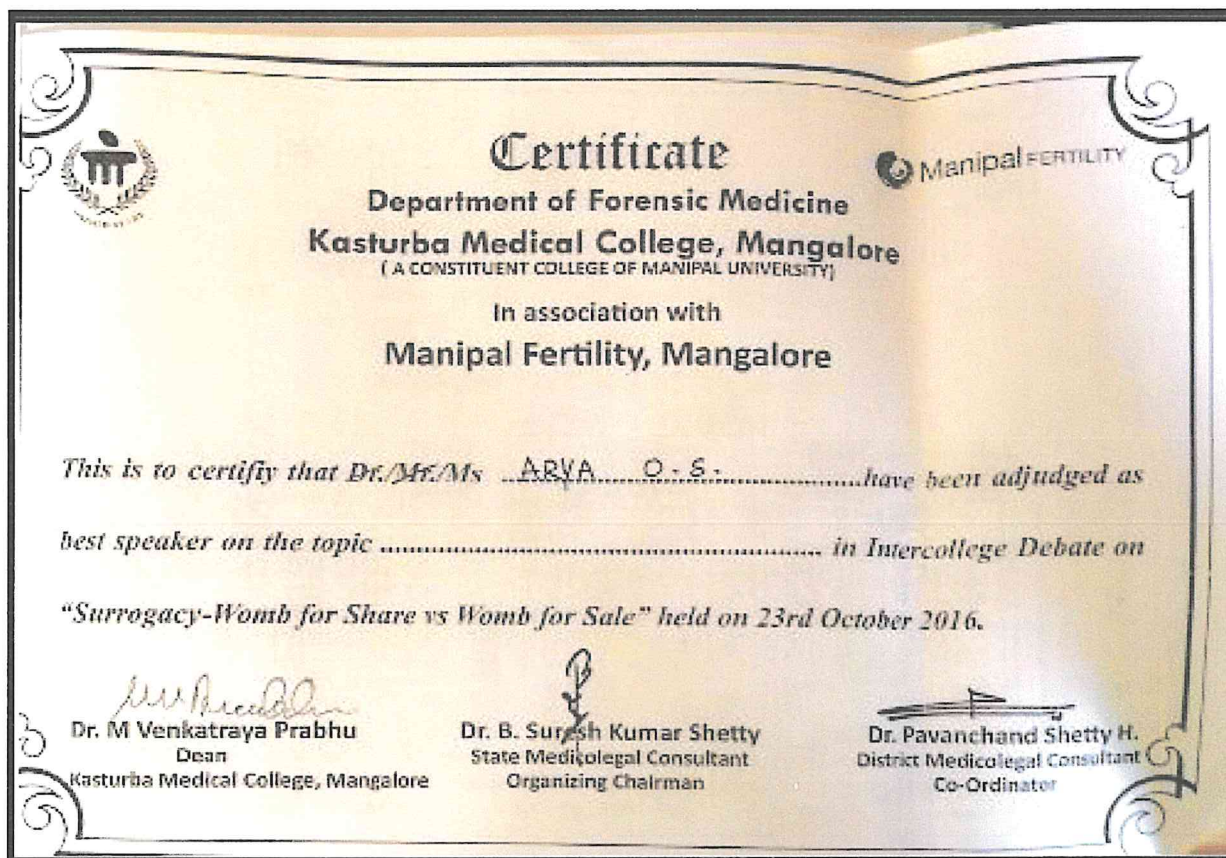 Certificate
Manipal FERTILITY
Department of Forensic Medicine
Kasturba Medical College, Mangalore
( A CONSTITUENT COLLEGE OF MANIPAL UNIVERSITY)
In association with
Manipal Fertility, Mangalore
This is to certifiy that Dr./Mr./Ms ...ARYA O.S....................have been adjudged as
best speaker on the topic ................................................................ in Intercollege Debate on
“Surrogacy-Womb for Share vs Womb for Sale” held on 23rd October 2016.
Dr. M Venkatraya Prabhu
Dean
Kasturba Medical College, Mangalore
Dr. B. Suresh Kumar Shetty
State Medicolegal Consultant
Organizing Chairman
Dr. Pavanchand Shetty H.
District Medicolegal Consultant
Co-Ordinator